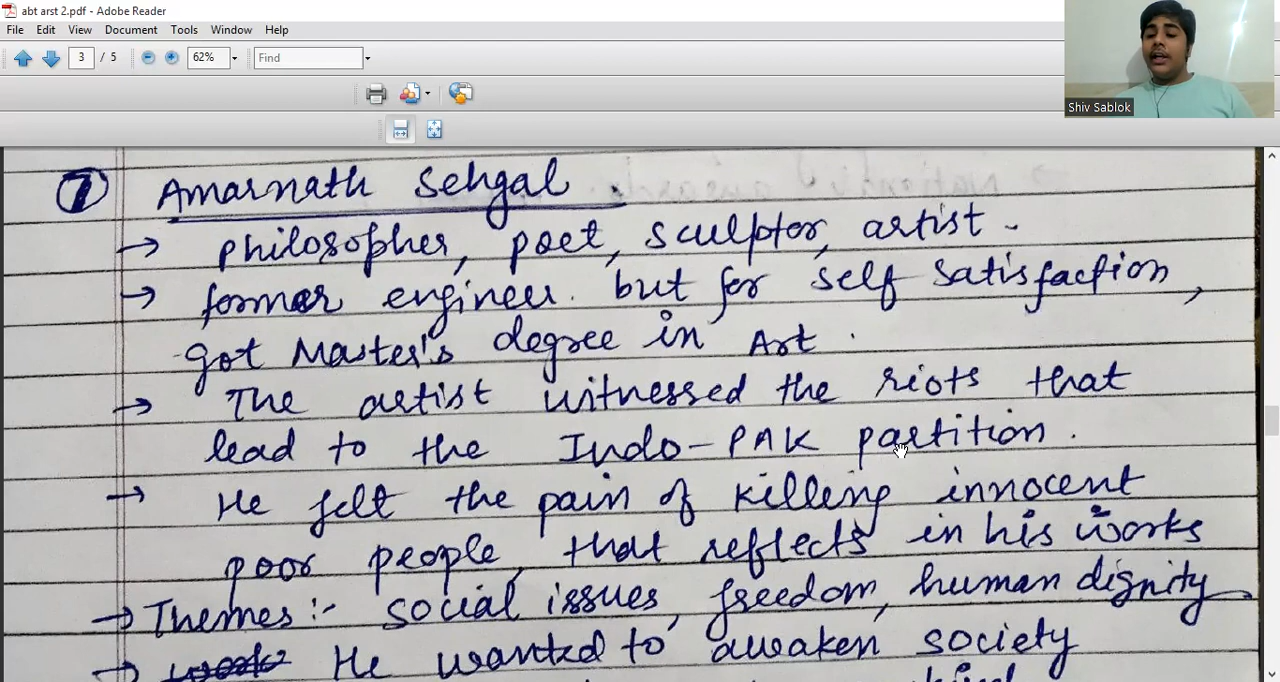 abt arst 2.pdf - Adobe Reader
File Edit View Document Tools Window Help
3 / 5 62% Find
Shiv Sablok
7 Amarnath Sehgal.
→ Philosopher, poet, sculptor, artist.
→ former engineer. but for self satisfaction,
got Master's degree in Art.
→ The artist witnessed the riots that
lead to the Indo-PAK partition.
→ He felt the pain of killing innocent
poor people, that reflects in his works
→ Themes:- social issues, freedom, human dignity
→ He wanted to awaken society